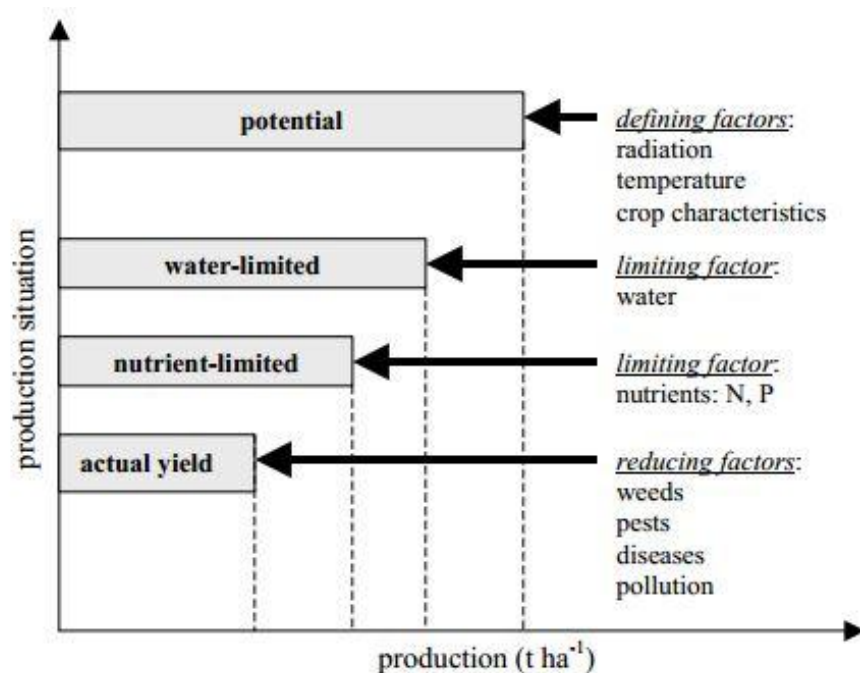 potential
defining factors:
radiation
temperature
crop characteristics
water-limited
limiting factor:
water
nutrient-limited
limiting factor:
nutrients: N, P
actual yield
reducing factors:
weeds
pests
diseases
pollution
production situation
production (t ha⁻¹)